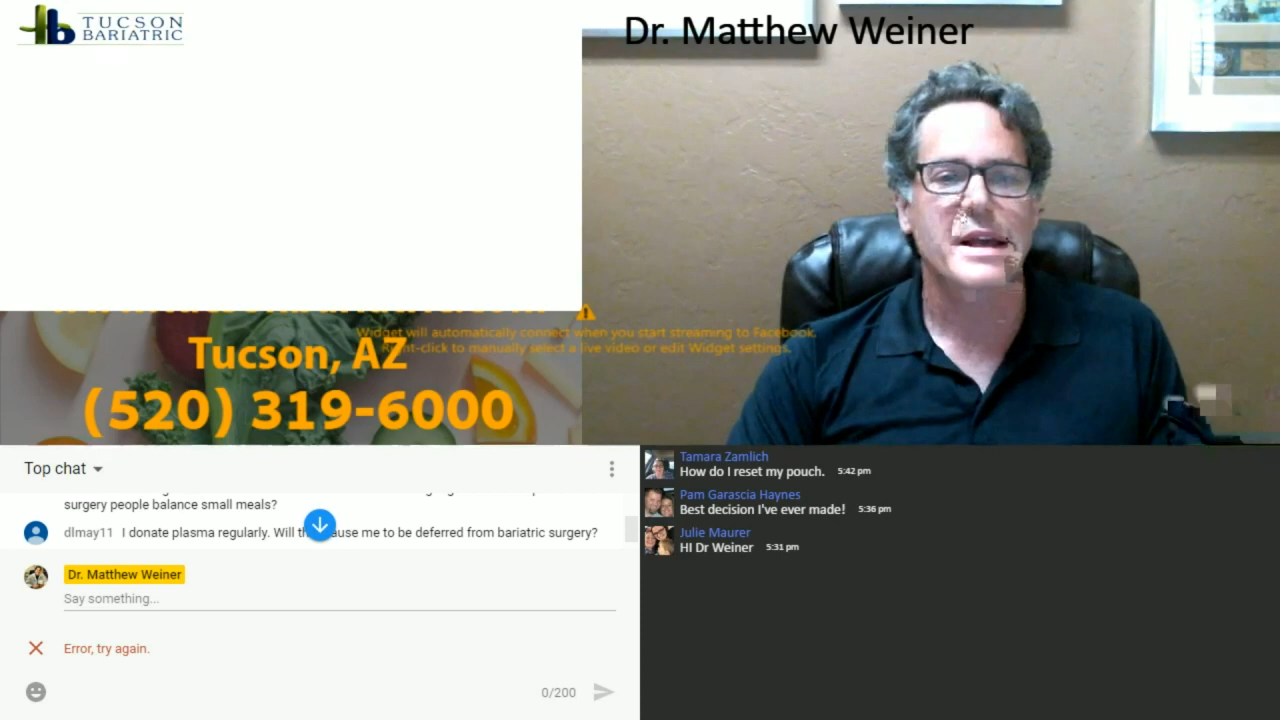 TUCSON
BARIATRIC
Dr. Matthew Weiner
Widget will automatically connect when you start streaming to Facebook.
Right-click to manually select a live video or edit Widget settings.
Tucson, AZ
(520) 319-6000
Top chat
surgery people balance small meals?
dlmay11 I donate plasma regularly. Will me to be deferred from bariatric surgery?
Dr. Matthew Weiner
Say something...
Error, try again.
0/200
Tamara Zamlich
How do I reset my pouch. 5:42 pm
Pam Garascia Haynes
Best decision I've ever made! 5:36 pm
Julie Maurer
HI Dr Weiner 5:31 pm